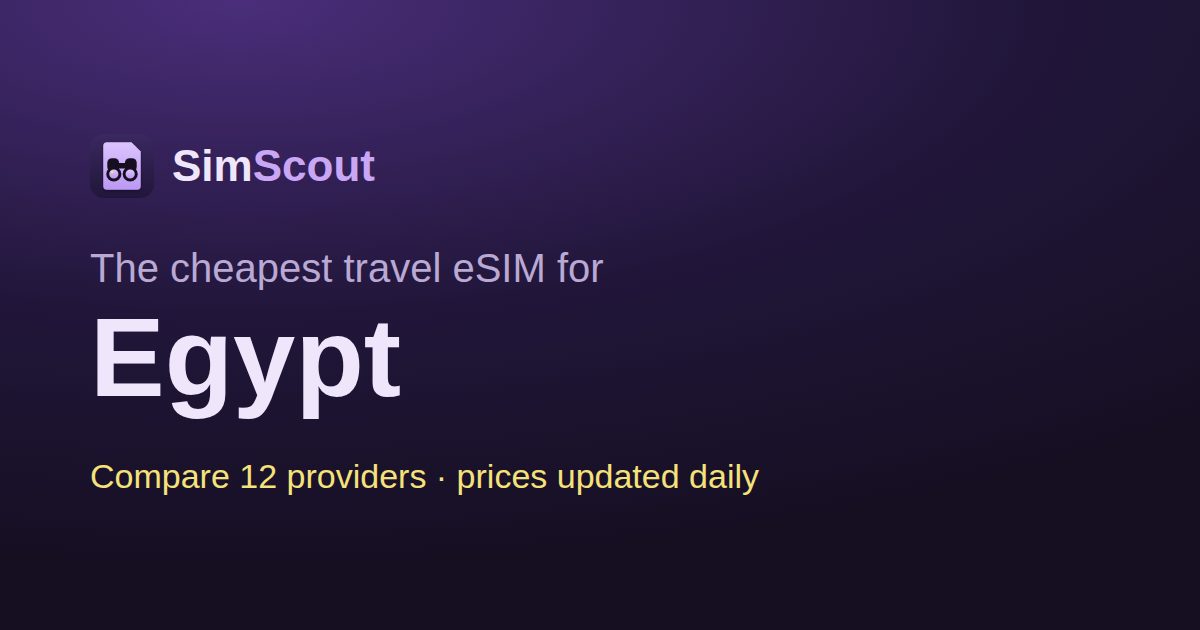 SimScout
The cheapest travel eSIM for
Egypt
Compare 12 providers · prices updated daily